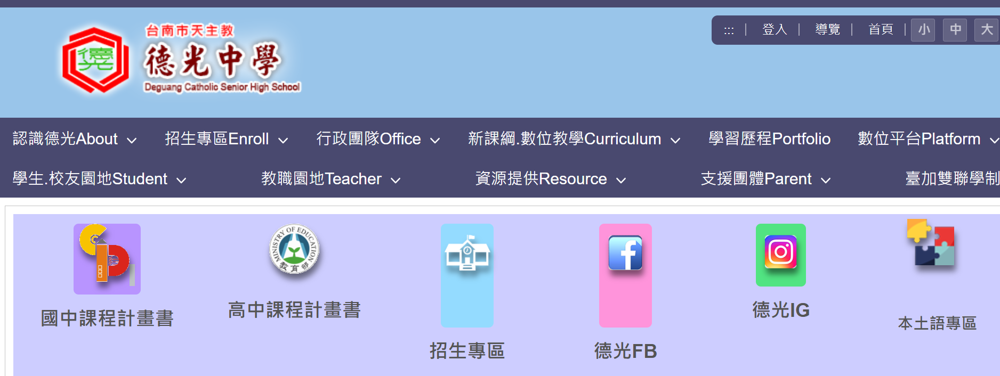 台南市天主教
德光中學
Deguang Catholic Senior High School
德光
::: | 登入 | 導覽 | 首頁 | 小 中 大
認識德光About 招生專區Enroll 行政團隊Office 新課綱.數位教學Curriculum 學習歷程Portfolio 數位平台Platform
學生.校友園地Student 教職園地Teacher 資源提供Resource 支援團體Parent 臺加雙聯學制
MINISTRY OF EDUCATION
教育部
國中課程計畫書
高中課程計畫書
招生專區
德光FB
德光IG
本土語專區